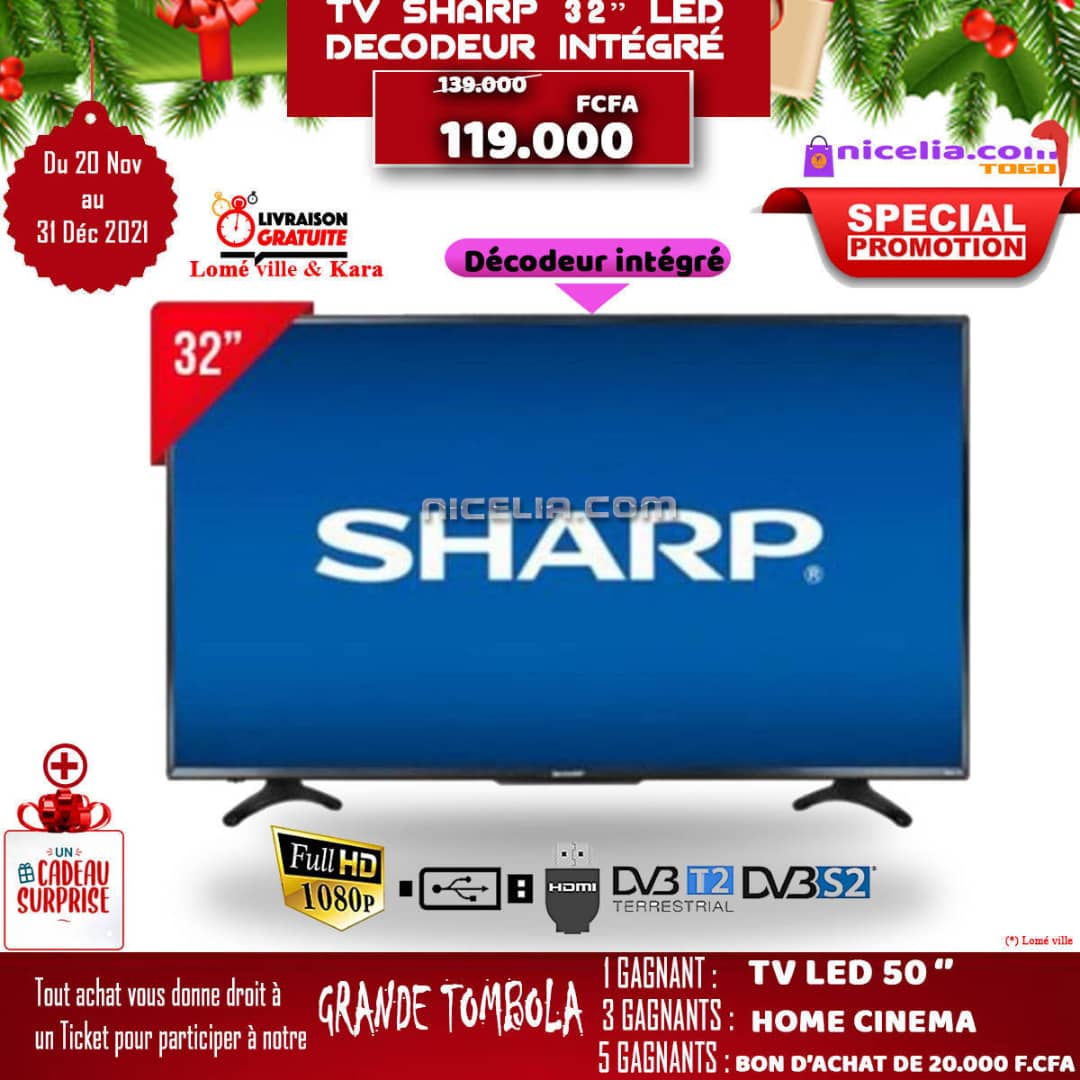 TV SHARP 32” LED
DECODEUR INTÉGRÉ
139.000
FCFA
119.000
Du 20 Nov
au
31 Déc 2021
nicelia.com
TOGO
SPECIAL
PROMOTION
LIVRAISON
GRATUITE
Lomé ville & Kara
Décodeur intégré
32”
NICELIA.COM
SHARP®
SHARP
Full HD
1080P
HDMI
DVB T2
TERRESTRIAL
DVB S2
UN
CADEAU
SURPRISE
(*) Lomé ville
Tout achat vous donne droit à
un Ticket pour participer à notre
GRANDE TOMBOLA
1 GAGNANT : TV LED 50 ”
3 GAGNANTS : HOME CINEMA
5 GAGNANTS : BON D’ACHAT DE 20.000 F.CFA